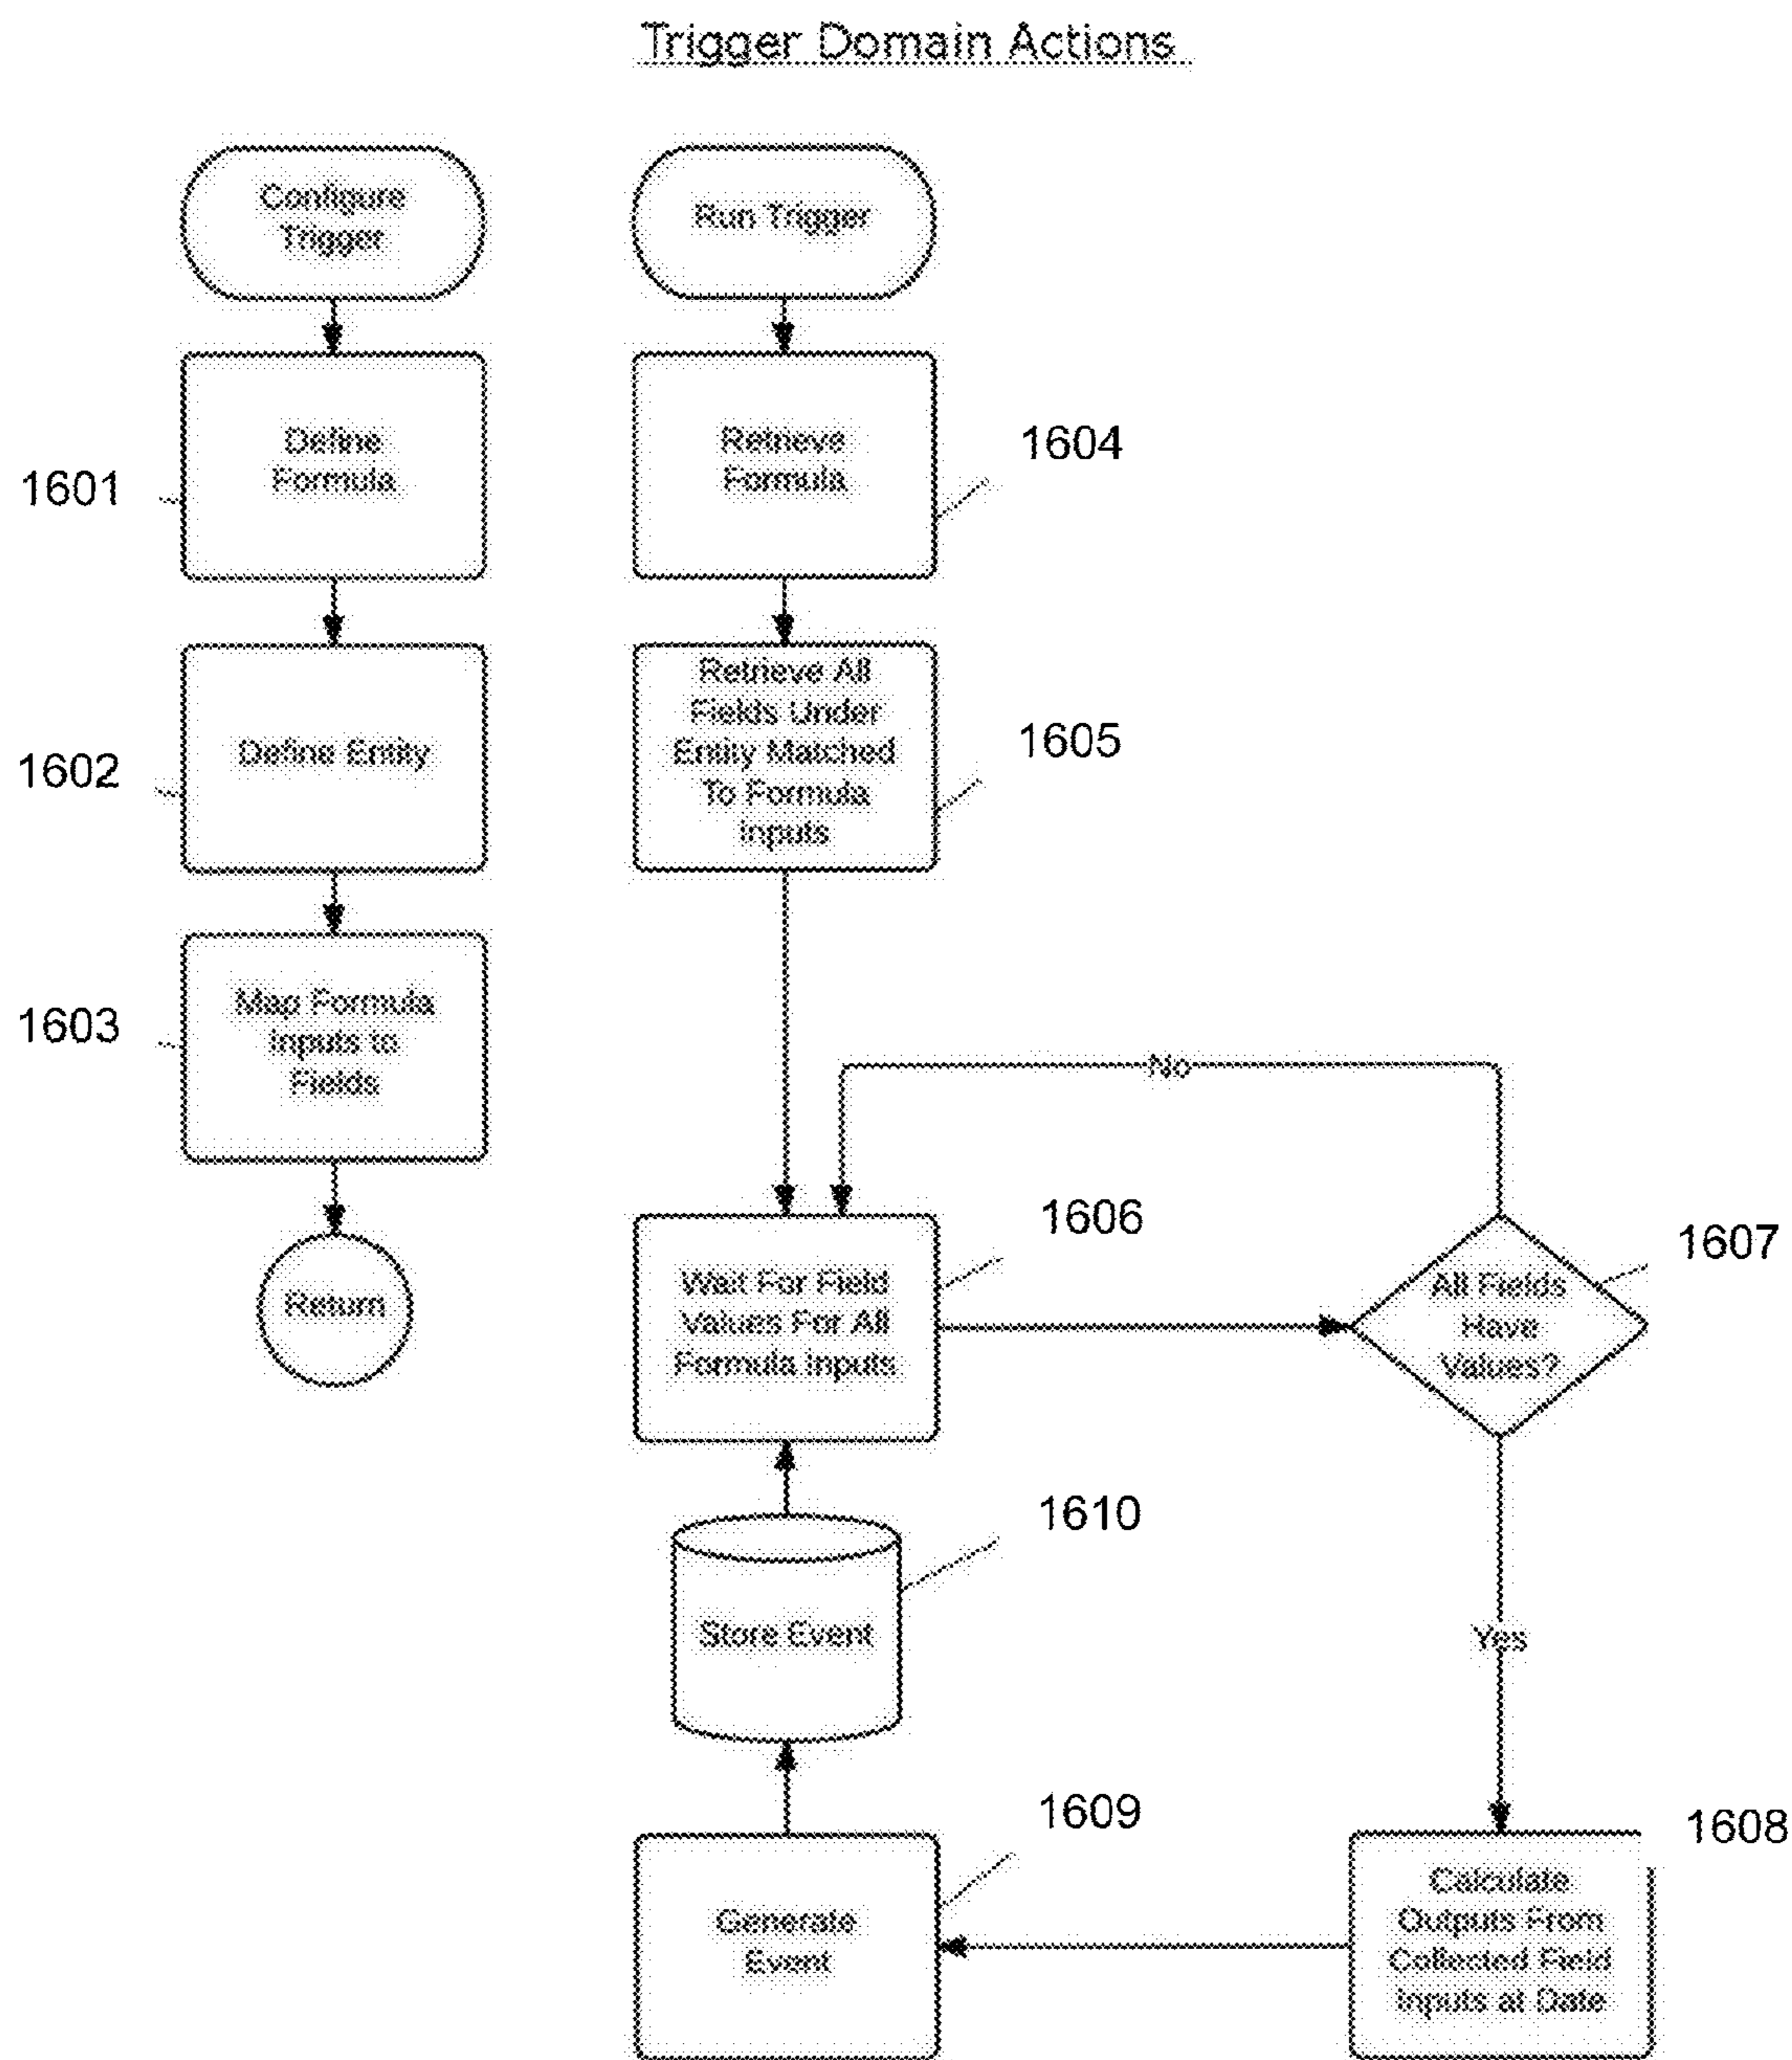 Trigger Domain Actions
Configure
Trigger
Run Trigger
Define
Formula
1601
Retrieve
Formula
1604
Define Entity
1602
Retrieve All
Fields Under
Entity Matched
To Formula
Inputs
1605
Map Formula
Inputs to
Fields
1603
No
Return
Wait For Field
Values For All
Formula Inputs
1606
All Fields
Have
Values?
1607
Store Event
1610
Yes
Generate
Event
1609
Calculate
Outputs From
Collected Field
Inputs at Date
1608